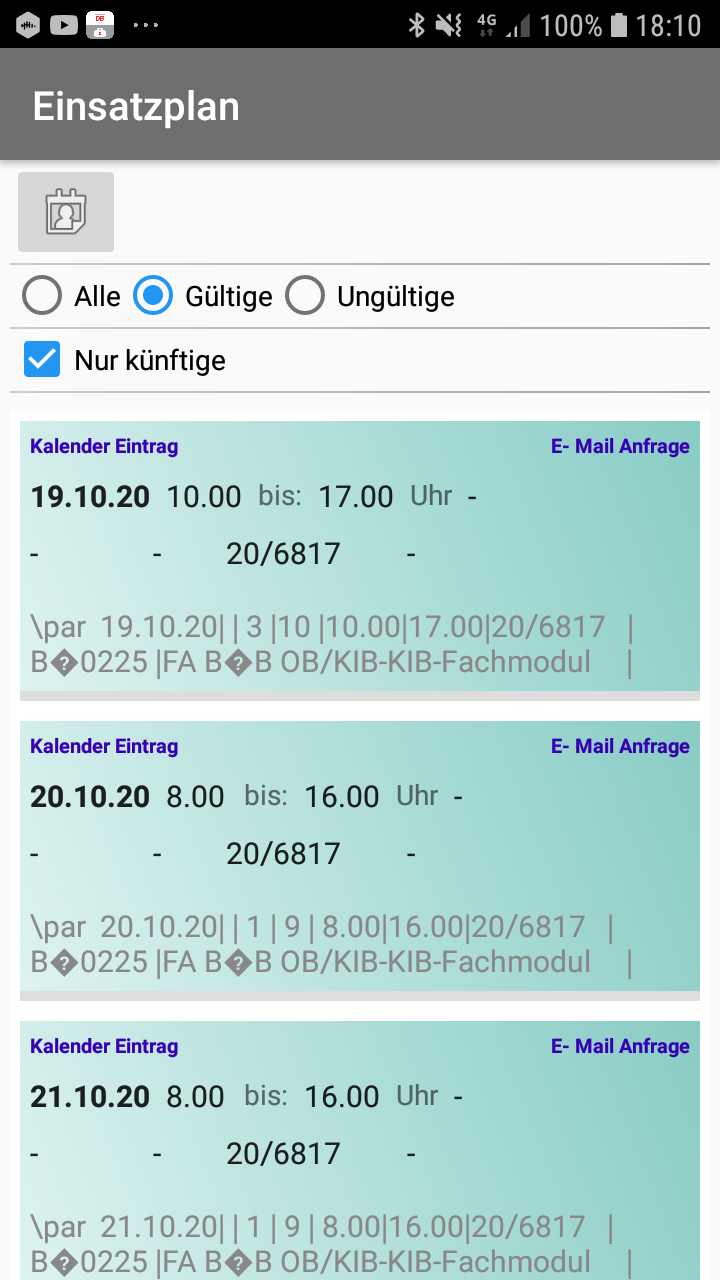 DB
4G 100% 18:10
Einsatzplan
Alle Gültige Ungültige
Nur künftige
Kalender Eintrag E- Mail Anfrage
19.10.20 10.00 bis: 17.00 Uhr -
- - 20/6817 -
\par 19.10.20| | 3 |10 |10.00|17.00|20/6817 |
B�0225 |FA B�B OB/KIB-KIB-Fachmodul |
Kalender Eintrag E- Mail Anfrage
20.10.20 8.00 bis: 16.00 Uhr -
- - 20/6817 -
\par 20.10.20| | 1 | 9 | 8.00|16.00|20/6817 |
B�0225 |FA B�B OB/KIB-KIB-Fachmodul |
Kalender Eintrag E- Mail Anfrage
21.10.20 8.00 bis: 16.00 Uhr -
- - 20/6817 -
\par 21.10.20| | 1 | 9 | 8.00|16.00|20/6817 |
B�0225 |FA B�B OB/KIB-KIB-Fachmodul |